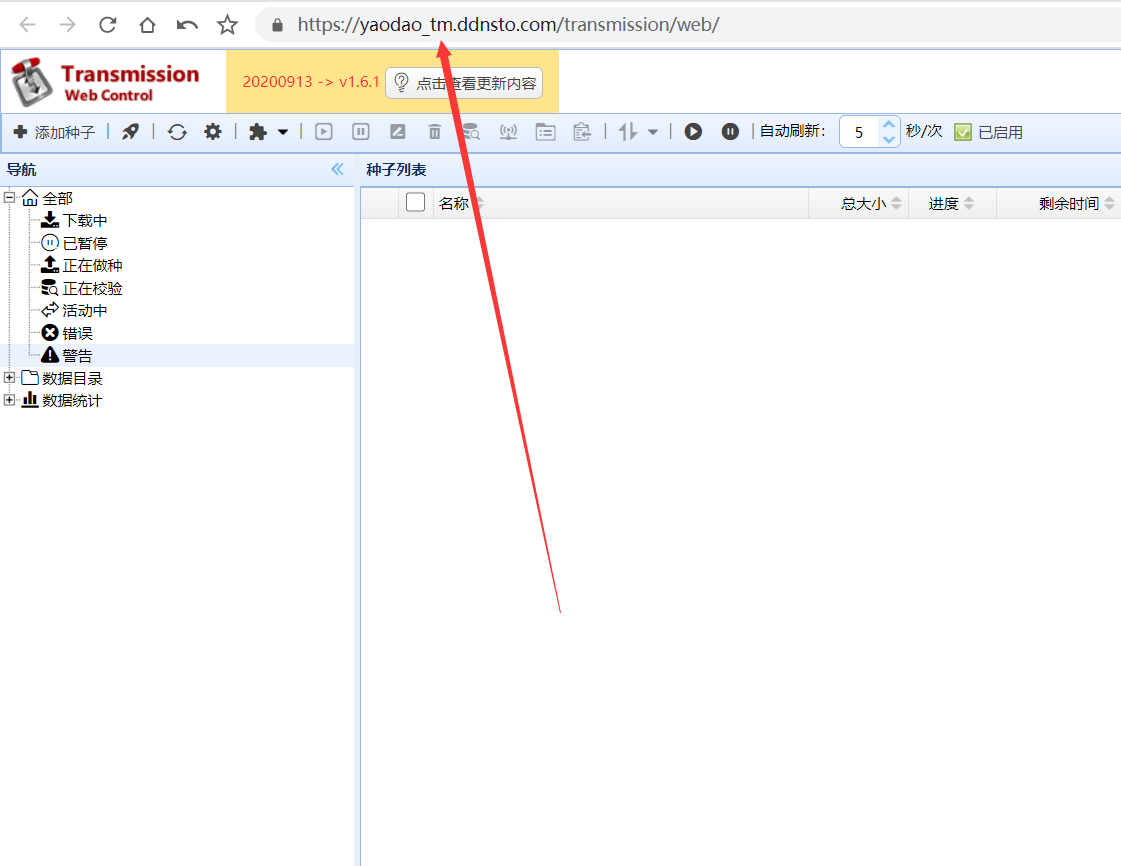 https://yaodao_tm.ddnsto.com/transmission/web/
Transmission
Web Control
20200913 -> v1.6.1 点击查看更新内容
添加种子 自动刷新: 5 秒/次 已启用
导航
种子列表
名称 总大小 进度 剩余时间
全部
下载中
已暂停
正在做种
正在校验
活动中
错误
警告
数据目录
数据统计